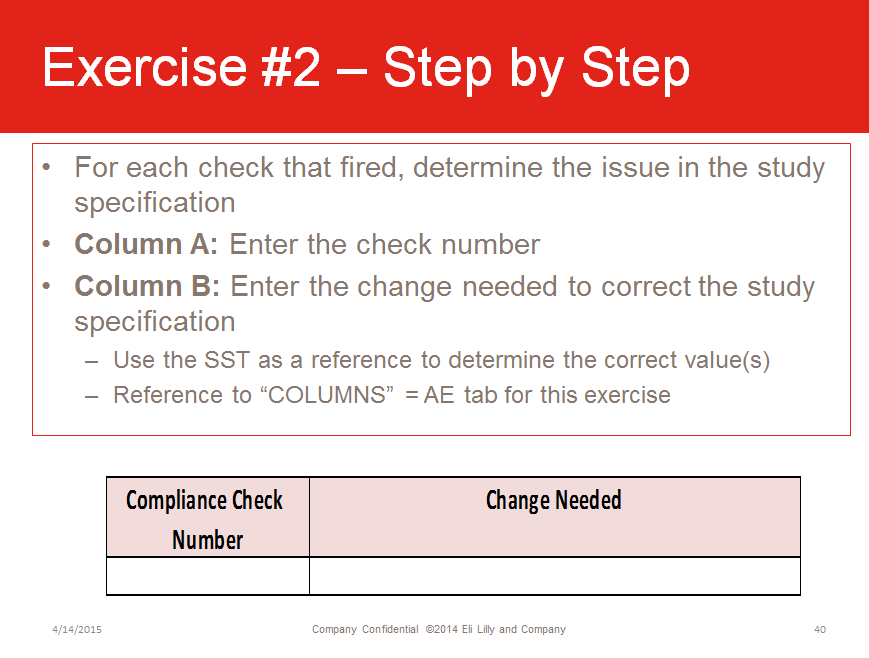 Exercise #2 – Step by Step
• For each check that fired, determine the issue in the study
specification
• Column A: Enter the check number
• Column B: Enter the change needed to correct the study
specification
– Use the SST as a reference to determine the correct value(s)
– Reference to “COLUMNS” = AE tab for this exercise
Compliance Check
Number
Change Needed
4/14/2015
Company Confidential ©2014 Eli Lilly and Company
40